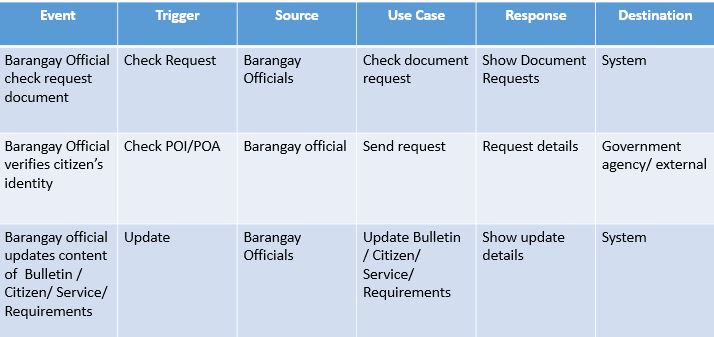 Event Trigger Source Use Case Response Destination
Barangay Official check request document
Check Request
Barangay Officials
Check document request
Show Document Requests
System
Barangay Official verifies citizen's identity
Check POI/POA
Barangay official
Send request
Request details
Government agency/ external
Barangay official updates content of Bulletin / Citizen/ Service/ Requirements
Update
Barangay Officials
Update Bulletin / Citizen/ Service/ Requirements
Show update details
System